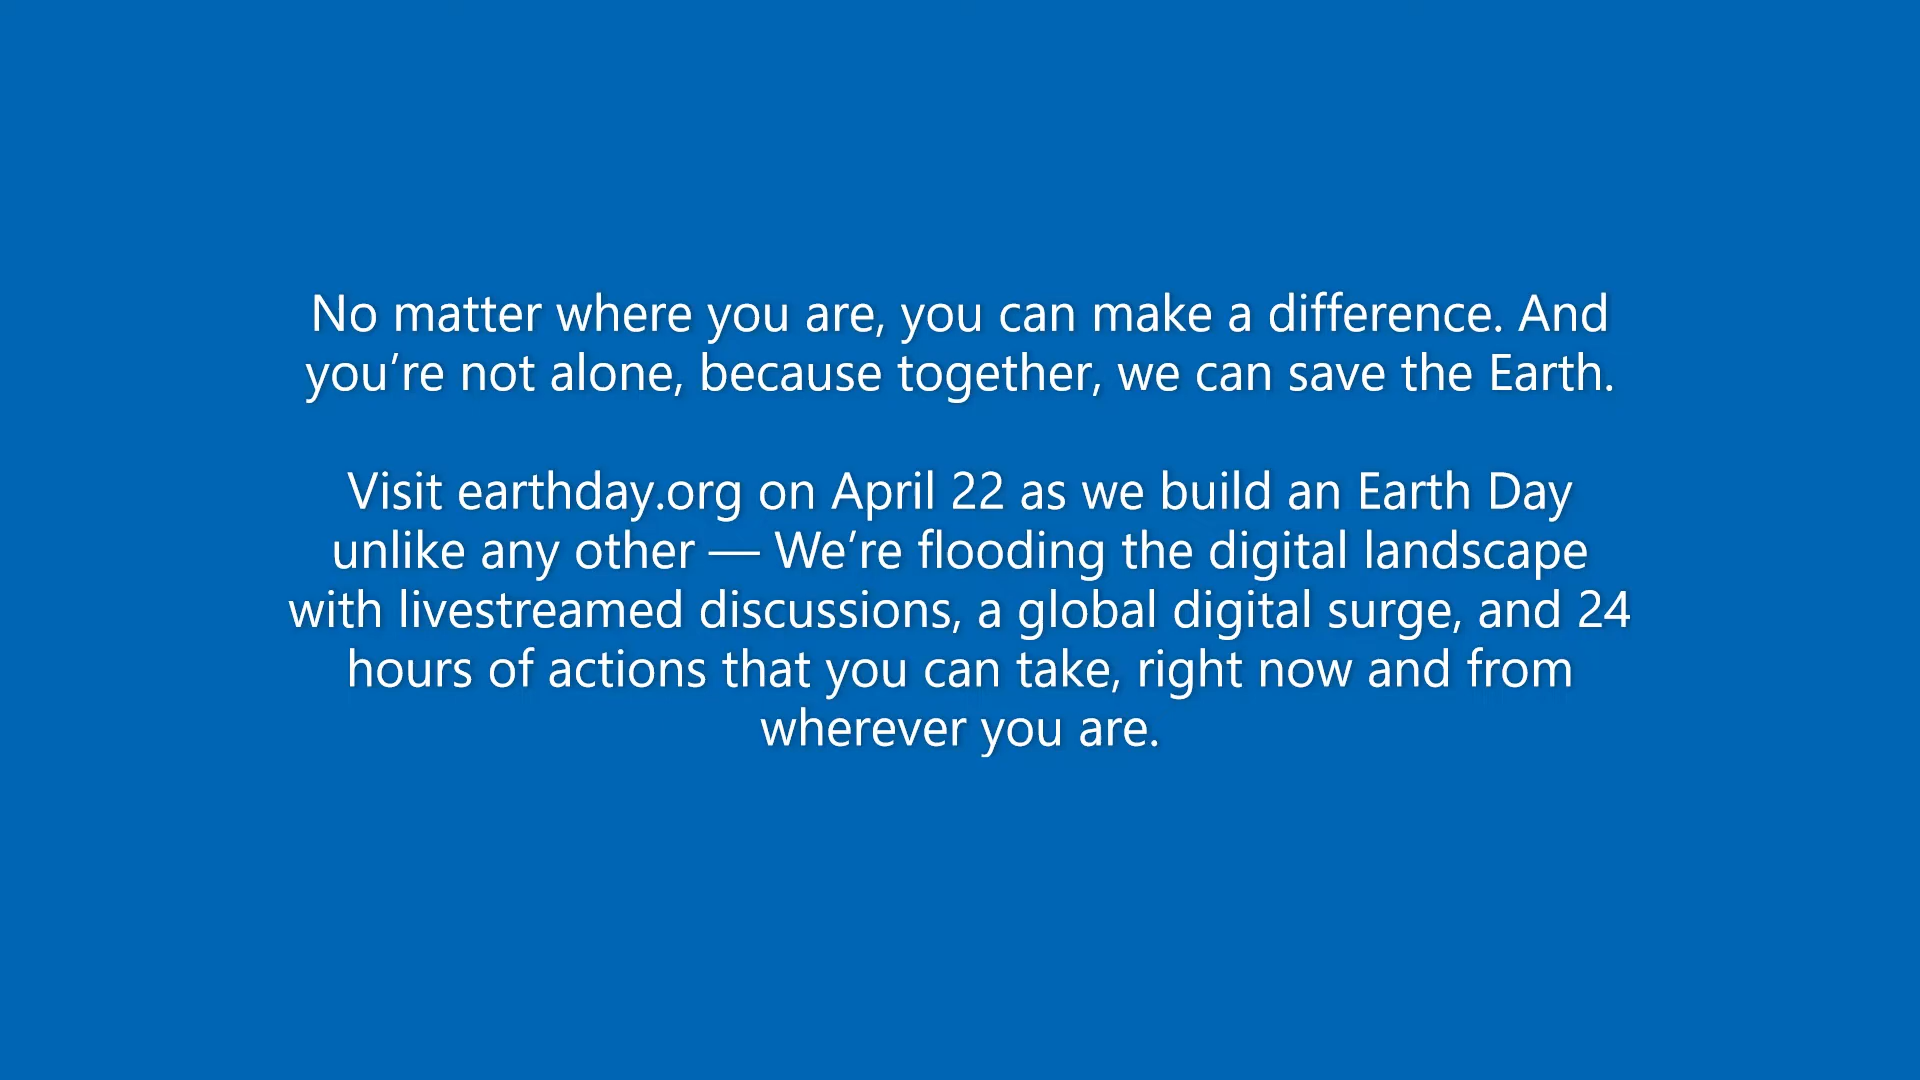 No matter where you are, you can make a difference. And
you’re not alone, because together, we can save the Earth.
Visit earthday.org on April 22 as we build an Earth Day
unlike any other — We’re flooding the digital landscape
with livestreamed discussions, a global digital surge, and 24
hours of actions that you can take, right now and from
wherever you are.